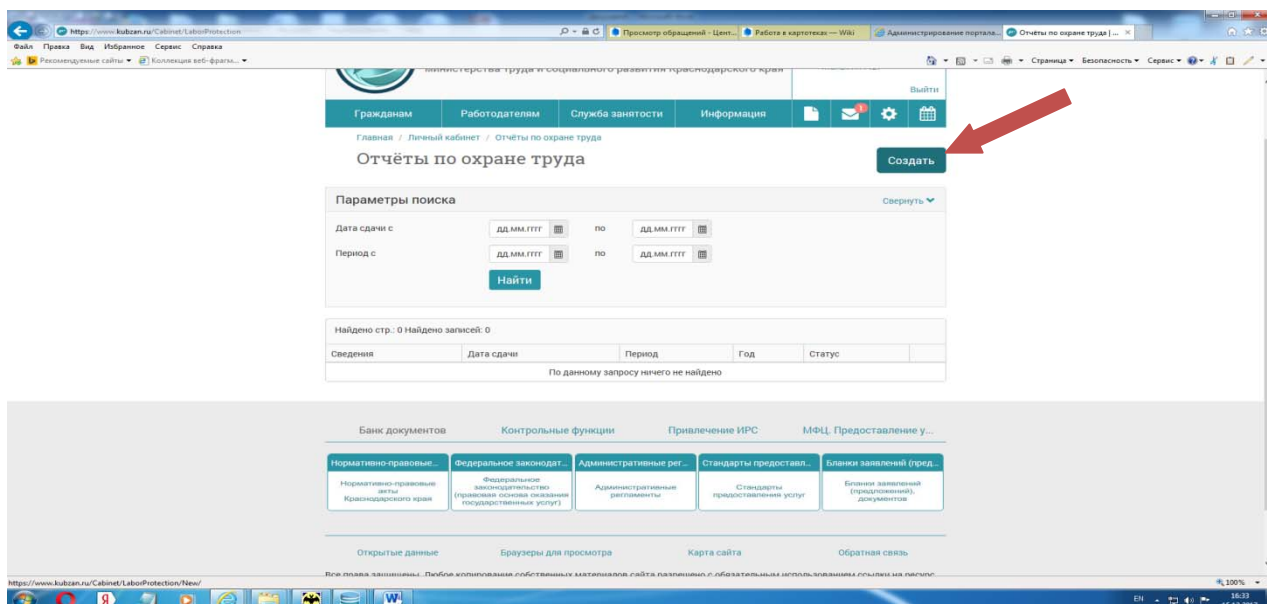 https://www.kubzan.ru/Cabinet/LaborProtection
Просмотр обращений - Цент...
Работа в картотеках — Wiki
Администрирование портала...
Отчёты по охране труда | ...
Файл Правка Вид Избранное Сервис Справка
Рекомендуемые сайты Коллекция веб-фрагм...
Страница Безопасность Сервис
министерства труда и социального развития Краснодарского края
Выйти
Гражданам Работодателям Служба занятости Информация 1
Главная / Личный кабинет / Отчёты по охране труда
Отчёты по охране труда
Создать
Параметры поиска Свернуть
Дата сдачи с дд.мм.гггг по дд.мм.гггг
Период с дд.мм.гггг по дд.мм.гггг
Найти
Найдено стр.: 0 Найдено записей: 0
Сведения Дата сдачи Период Год Статус
По данному запросу ничего не найдено
Банк документов Контрольные функции Привлечение ИРС МФЦ. Предоставление у...
Нормативно-правовые... Федеральное законодат... Административные рег... Стандарты предоставл... Бланки заявлений (пред...
Нормативно-правовые акты Краснодарского края
Федеральное законодательство (правовая основа оказания государственных услуг)
Административные регламенты
Стандарты предоставления услуг
Бланки заявлений (предложений), документов
Открытые данные Браузеры для просмотра Карта сайта Обратная связь
Все права защищены. Любое копирование собственных материалов сайта разрешено с обязательным использованием ссылки на ресурс
https://www.kubzan.ru/Cabinet/LaborProtection/New/
100%
EN 16:33